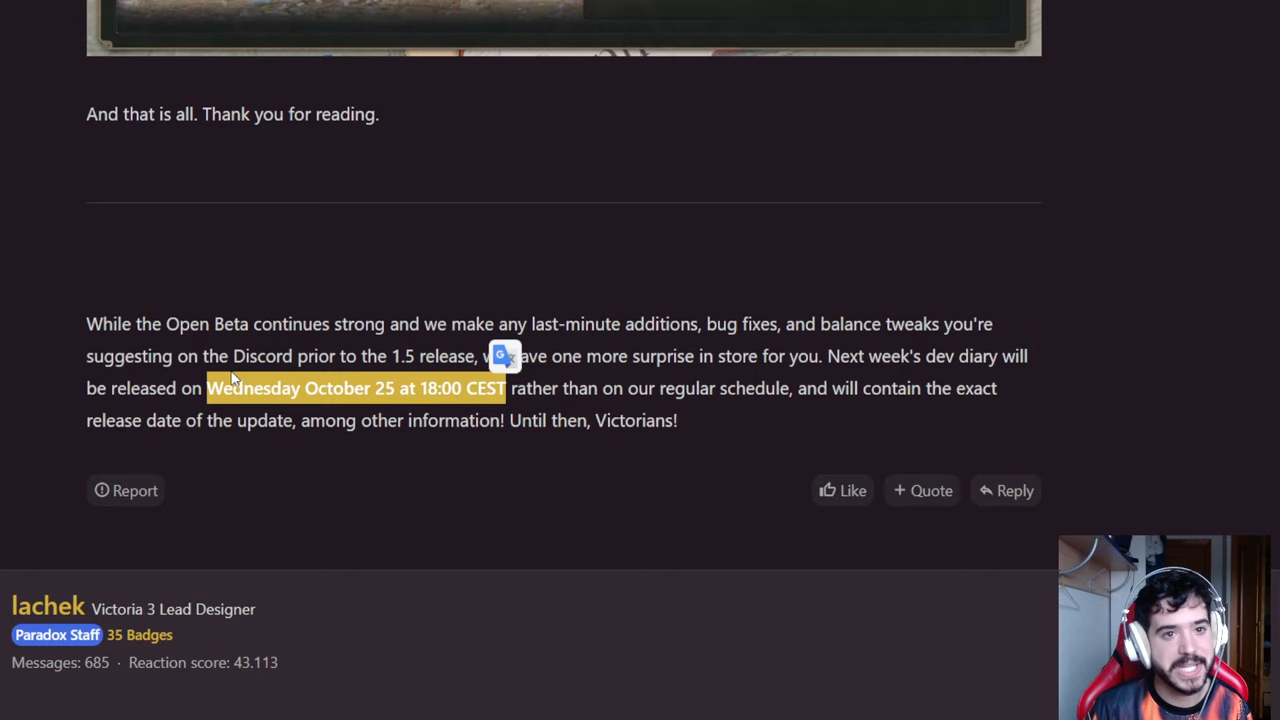 And that is all. Thank you for reading.
While the Open Beta continues strong and we make any last-minute additions, bug fixes, and balance tweaks you're
suggesting on the Discord prior to the 1.5 release, ave one more surprise in store for you. Next week's dev diary will
be released on Wednesday October 25 at 18:00 CEST rather than on our regular schedule, and will contain the exact
release date of the update, among other information! Until then, Victorians!
Report
Like
Quote
Reply
lachek Victoria 3 Lead Designer
Paradox Staff 35 Badges
Messages: 685 · Reaction score: 43.113